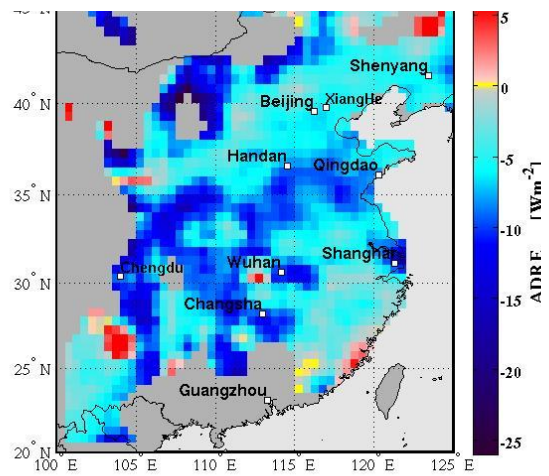 45° N
5
Shenyang
0
40° N
Beijing
XiangHe
Handan
Qingdao
-5
35° N
-10
Shanghai
Wuhan
Chengdu
30° N
-15
Changsha
25° N
-20
Guangzhou
-25
20° N
100 E
105 E
110 E
115 E
120 E
125 E
ADRE [Wm-2]